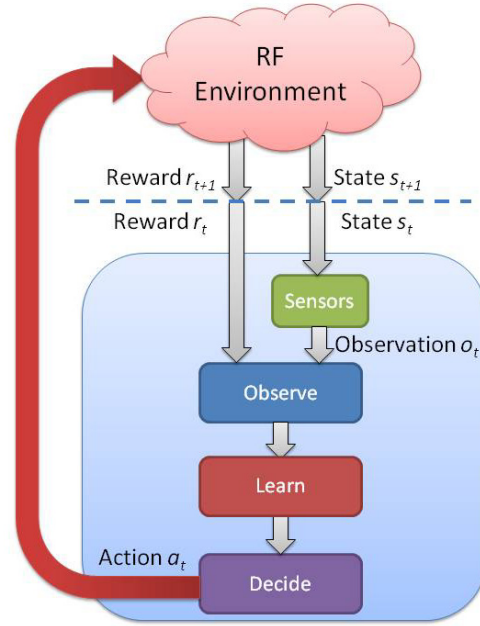 RF
Environment
Reward r_{t+1}
State s_{t+1}
Reward r_t
State s_t
Sensors
Observation o_t
Observe
Learn
Action a_t
Decide